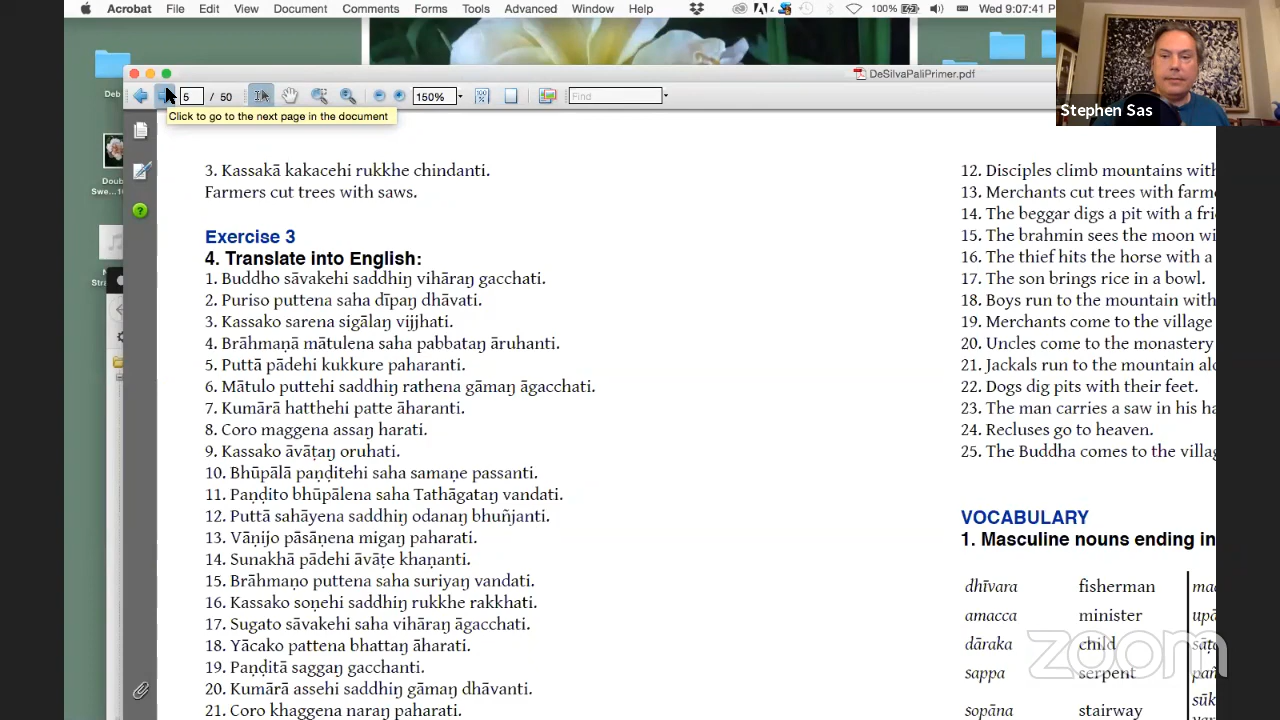 Acrobat File Edit View Document Comments Forms Tools Advanced Window Help 100% Wed 9:07:41 P
Stephen Sas
DeSilvaPaliPrimer.pdf
5 / 50 150% Find
Click to go to the next page in the document
Deb
Doub
Swe...16
N
Stra
3. Kassakā kakacehi rukkhe chindanti.
Farmers cut trees with saws.
Exercise 3
4. Translate into English:
1. Buddho sāvakehi saddhiŋ vihāraŋ gacchati.
2. Puriso puttena saha dīpaŋ dhāvati.
3. Kassako sarena sigālaŋ vijjhati.
4. Brāhmaṇā mātulena saha pabbataŋ āruhanti.
5. Puttā pādehi kukkure paharanti.
6. Mātulo puttehi saddhiŋ rathena gāmaŋ āgacchati.
7. Kumārā hatthehi patte āharanti.
8. Coro maggena assaŋ harati.
9. Kassako āvāṭaŋ oruhati.
10. Bhūpālā paṇḍitehi saha samaṇe passanti.
11. Paṇḍito bhūpālena saha Tathāgataŋ vandati.
12. Puttā sahāyena saddhiŋ odanaŋ bhuñjanti.
13. Vāṇijo pāsāṇena migaŋ paharati.
14. Sunakhā pādehi āvāṭe khaṇanti.
15. Brāhmaṇo puttena saha suriyaŋ vandati.
16. Kassako soṇehi saddhiŋ rukkhe rakkhati.
17. Sugato sāvakehi saha vihāraŋ āgacchati.
18. Yācako pattena bhattaŋ āharati.
19. Paṇḍitā saggaŋ gacchanti.
20. Kumārā assehi saddhiŋ gāmaŋ dhāvanti.
21. Coro khaggena naraŋ paharati.
12. Disciples climb mountains with
13. Merchants cut trees with farme
14. The beggar digs a pit with a fri
15. The brahmin sees the moon wi
16. The thief hits the horse with a
17. The son brings rice in a bowl.
18. Boys run to the mountain with
19. Merchants come to the village
20. Uncles come to the monastery
21. Jackals run to the mountain alo
22. Dogs dig pits with their feet.
23. The man carries a saw in his ha
24. Recluses go to heaven.
25. The Buddha comes to the villag
VOCABULARY
1. Masculine nouns ending in
dhīvara fisherman mac
amacca minister upā
dāraka child sāṭa
sappa serpent pañ
sopāna stairway sūk
zoom